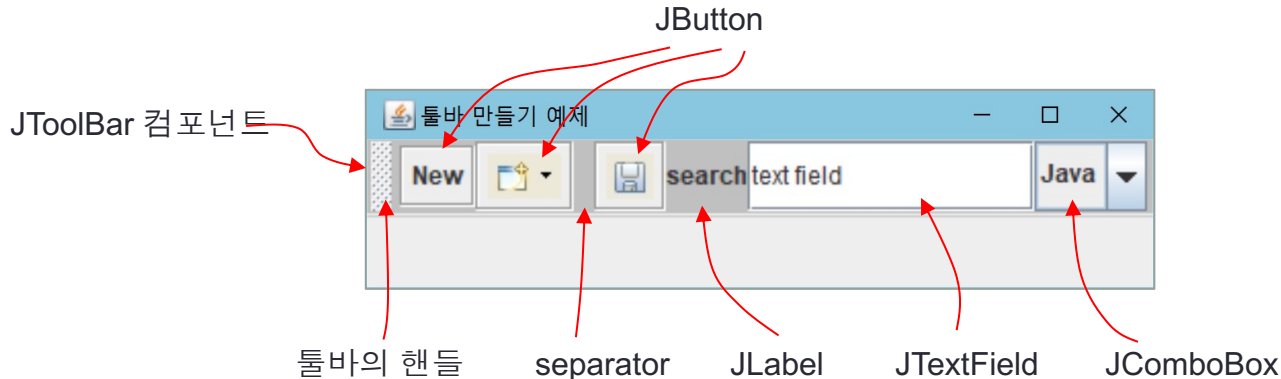 JButton
JToolBar 컴포넌트
툴바 만들기 예제
New
search
text field
Java
툴바의 핸들
separator
JLabel
JTextField
JComboBox